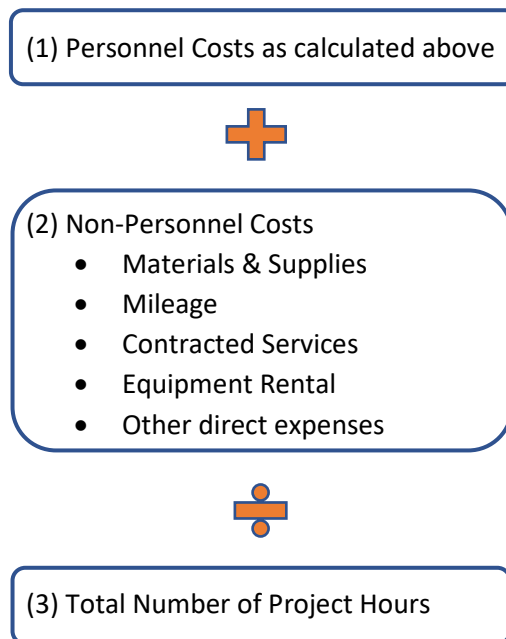 (1) Personnel Costs as calculated above
(2) Non-Personnel Costs
• Materials & Supplies
• Mileage
• Contracted Services
• Equipment Rental
• Other direct expenses
(3) Total Number of Project Hours